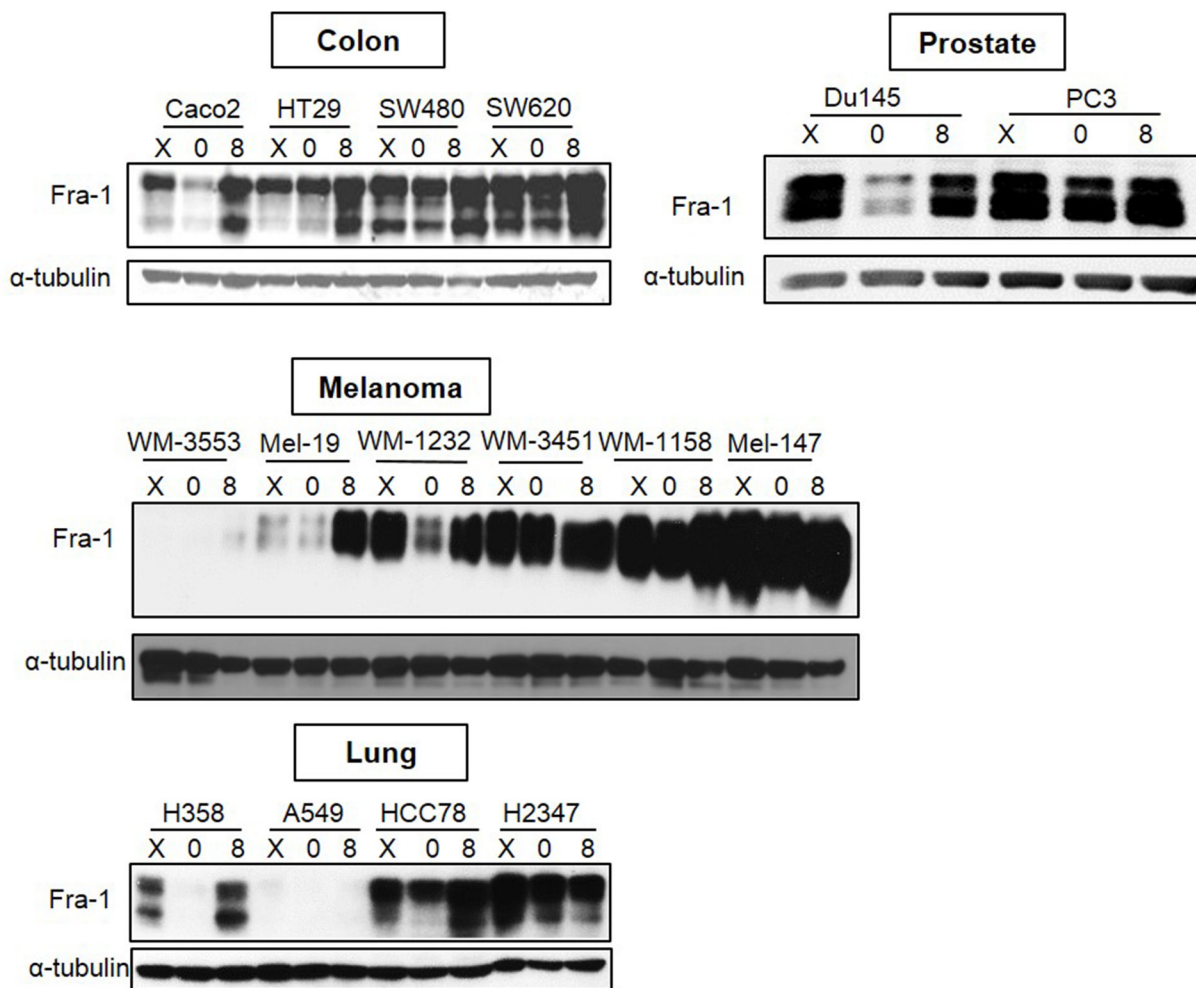 Colon
Caco2 HT29 SW480 SW620
X 0 8 X 0 8 X 0 8 X 0 8
Fra-1
α-tubulin
Prostate
Du145 PC3
X 0 8 X 0 8
Fra-1
α-tubulin
Melanoma
WM-3553 Mel-19 WM-1232 WM-3451 WM-1158 Mel-147
X 0 8 X 0 8 X 0 8 X 0 8 X 0 8 X 0 8
Fra-1
α-tubulin
Lung
H358 A549 HCC78 H2347
X 0 8 X 0 8 X 0 8 X 0 8
Fra-1
α-tubulin